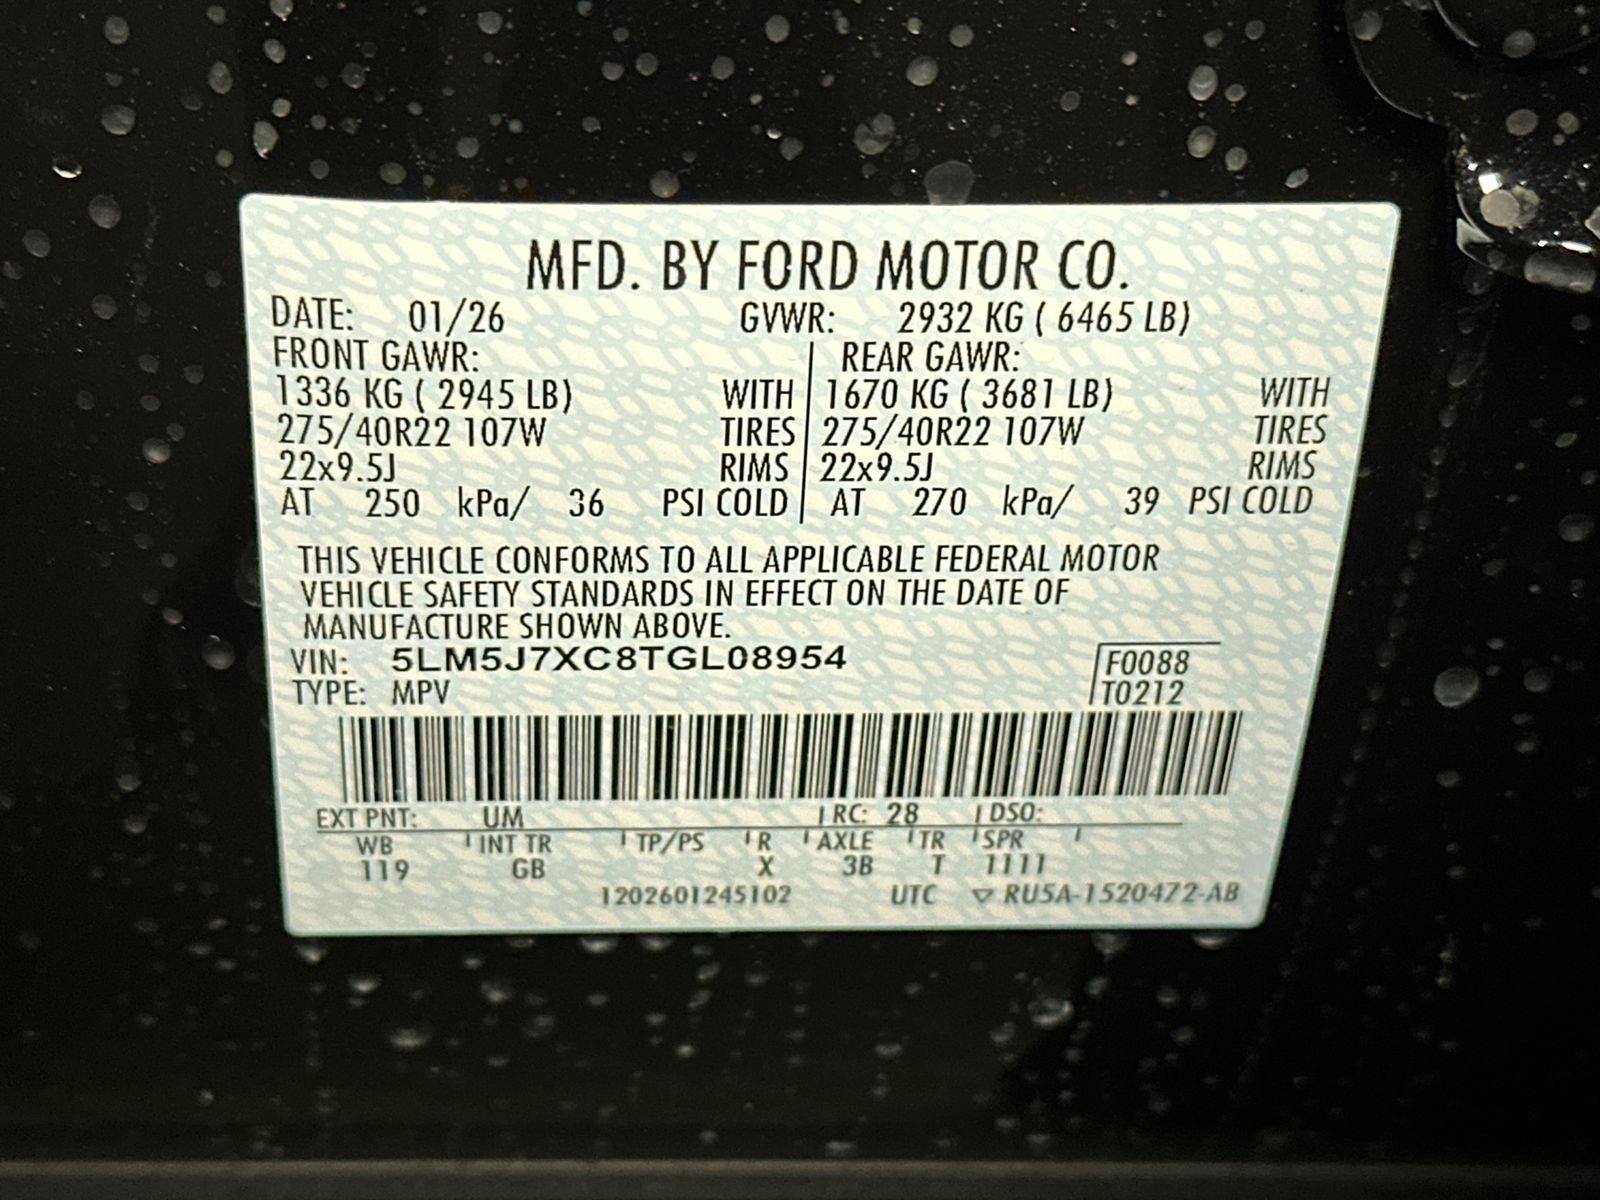 MFD. BY FORD MOTOR CO.
DATE: 01/26 GVWR: 2932 KG ( 6465 LB)
FRONT GAWR: REAR GAWR:
1336 KG ( 2945 LB) WITH 1670 KG ( 3681 LB) WITH
275/40R22 107W TIRES 275/40R22 107W TIRES
22x9.5J RIMS 22x9.5J RIMS
AT 250 kPa/ 36 PSI COLD AT 270 kPa/ 39 PSI COLD
THIS VEHICLE CONFORMS TO ALL APPLICABLE FEDERAL MOTOR
VEHICLE SAFETY STANDARDS IN EFFECT ON THE DATE OF
MANUFACTURE SHOWN ABOVE.
VIN: 5LM5J7XC8TGL08954 F0088
TYPE: MPV T0212
EXT PNT: UM RC: 28 DSO:
WB INT TR TP/PS R AXLE TR SPR
119 GB X 3B T 1111
1202601245102 UTC ▽ RU5A-1520472-AB